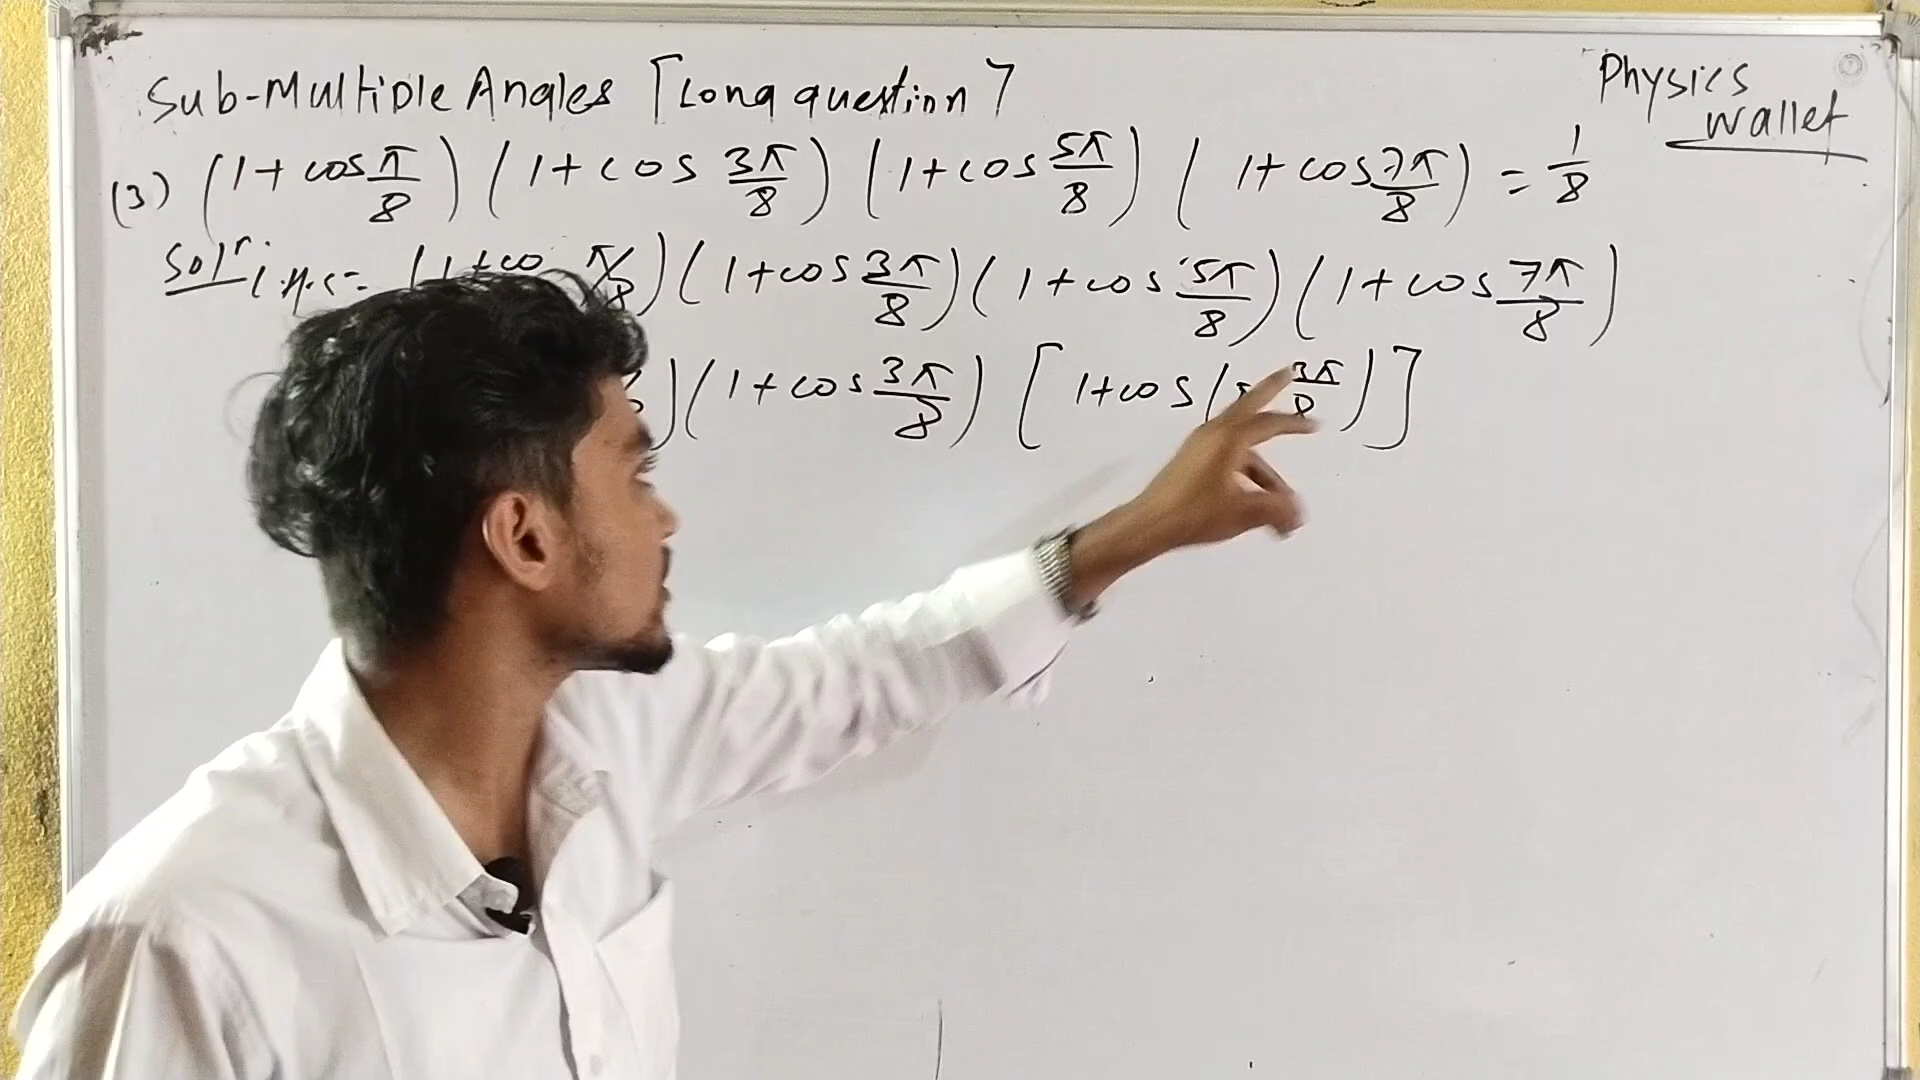 Sub-Multiple Angles [Long question]
Physics Wallet
(3) (1+cos π/8) (1+cos 3π/8) (1+cos 5π/8) (1+cos 7π/8) = 1/8
Solⁿ: L.H.S = (1+cos π/8) (1+cos 3π/8) (1+cos 5π/8) (1+cos 7π/8)
) (1+cos 3π/8) [1+cos (π 3π/8)]